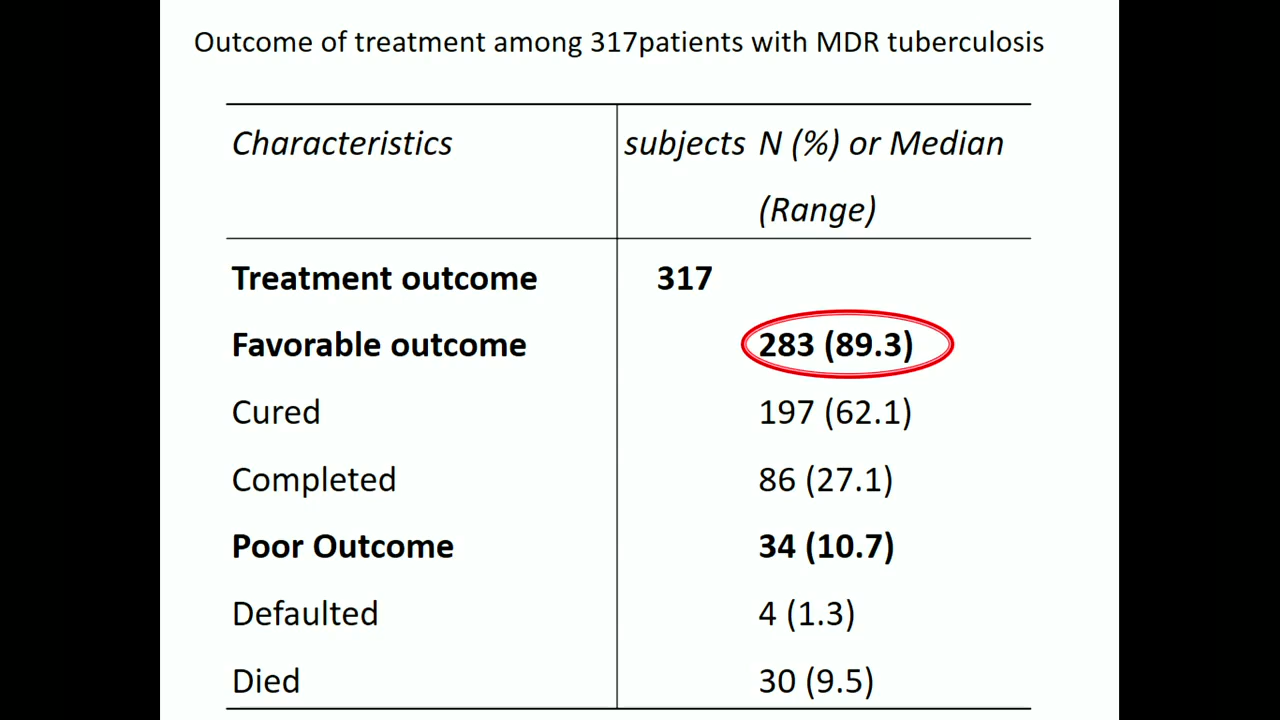 Outcome of treatment among 317patients with MDR tuberculosis
Characteristics subjects N (%) or Median
(Range)
Treatment outcome 317
Favorable outcome 283 (89.3)
Cured 197 (62.1)
Completed 86 (27.1)
Poor Outcome 34 (10.7)
Defaulted 4 (1.3)
Died 30 (9.5)